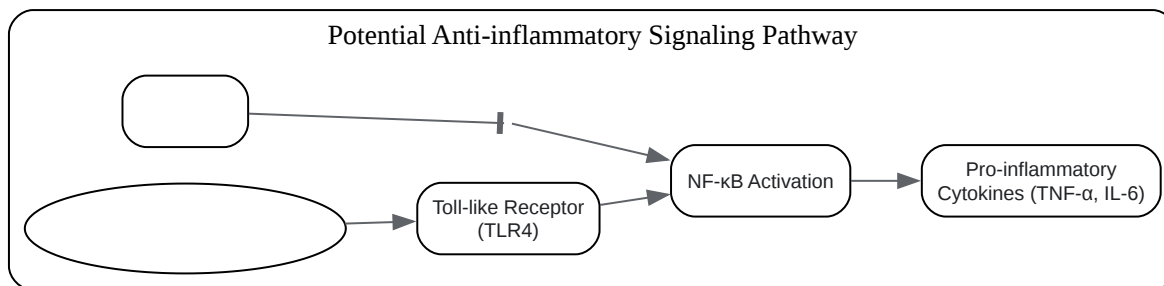 Potential Anti-inflammatory Signaling Pathway
NF-κB Activation
Pro-inflammatory
Cytokines (TNF-α, IL-6)
Toll-like Receptor
(TLR4)